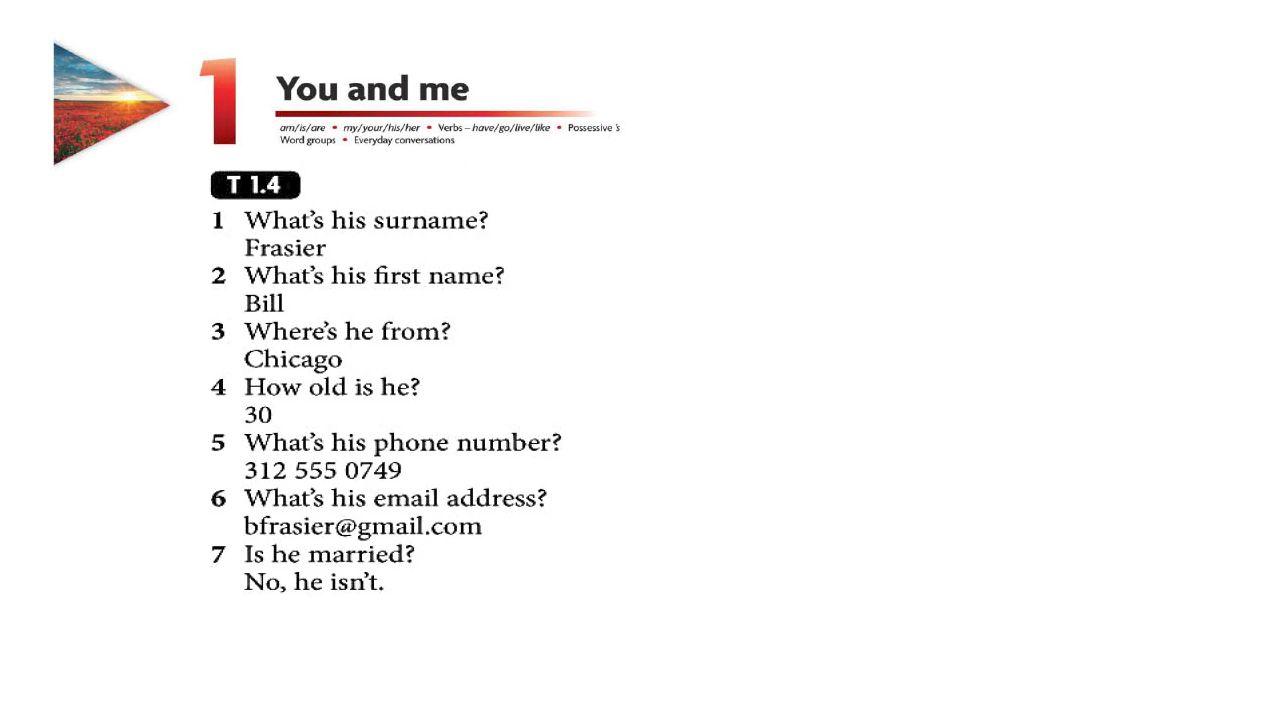 1
You and me
am/is/are • my/your/his/her • Verbs – have/go/live/like • Possessive 's
Word groups • Everyday conversations
T 1.4
1 What's his surname?
Frasier
2 What's his first name?
Bill
3 Where's he from?
Chicago
4 How old is he?
30
5 What's his phone number?
312 555 0749
6 What's his email address?
bfrasier@gmail.com
7 Is he married?
No, he isn't.